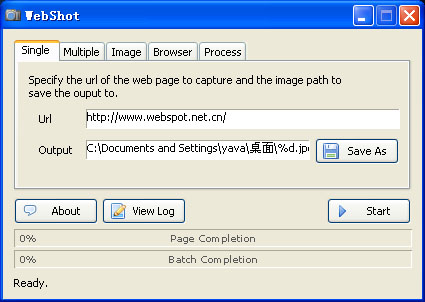 WebShot
Single Multiple Image Browser Process
Specify the url of the web page to capture and the image path to
save the ouput to.
Url http://www.webspot.net.cn/
Output C:\Documents and Settings\yava\桌面\%d.jp Save As
About View Log Start
0% Page Completion
0% Batch Completion
Ready.